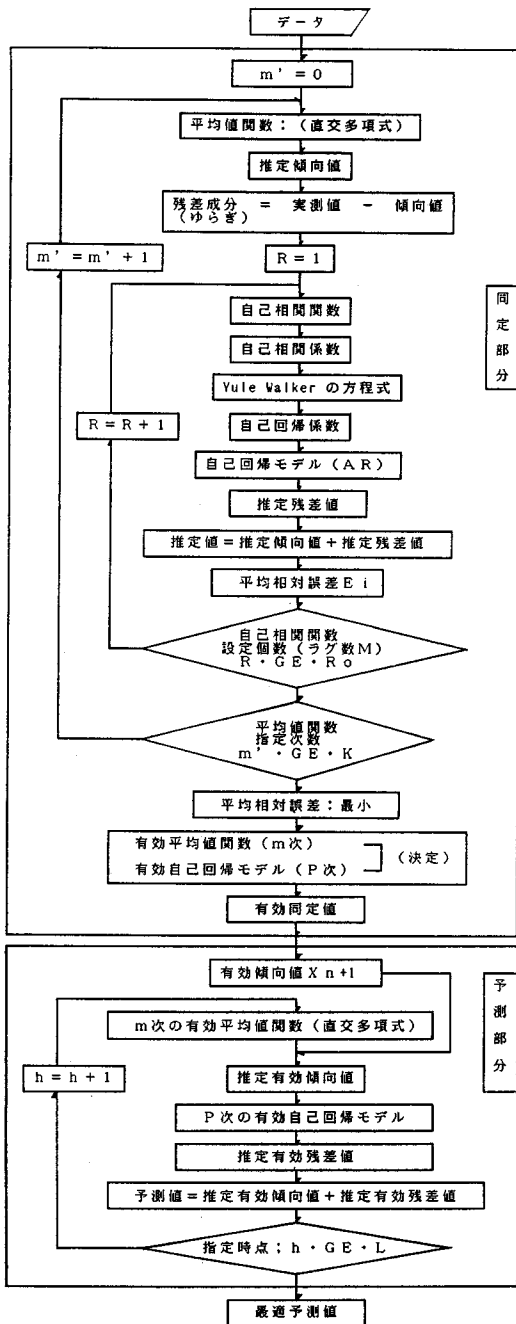 データ
m'=0
平均値関数：(直交多項式)
推定傾向値
残差成分 = 実測値 - 傾向値
(ゆらぎ)
m'=m'+1
R=1
同定部分
自己相関関数
自己相関係数
Yule Walker の方程式
R=R+1
自己回帰係数
自己回帰モデル(AR)
推定残差値
推定値=推定傾向値+推定残差値
平均相対誤差Ei
自己相関関数
設定個数(ラグ数M)
R・GE・Ro
平均値関数
指定次数
m'・GE・K
平均相対誤差：最小
有効平均値関数(m次)
有効自己回帰モデル(P次)
(決定)
有効同定値
有効傾向値Xn+1
予測部分
m次の有効平均値関数(直交多項式)
h=h+1
推定有効傾向値
P次の有効自己回帰モデル
推定有効残差値
予測値=推定有効傾向値+推定有効残差値
指定時点；h・GE・L
最適予測値